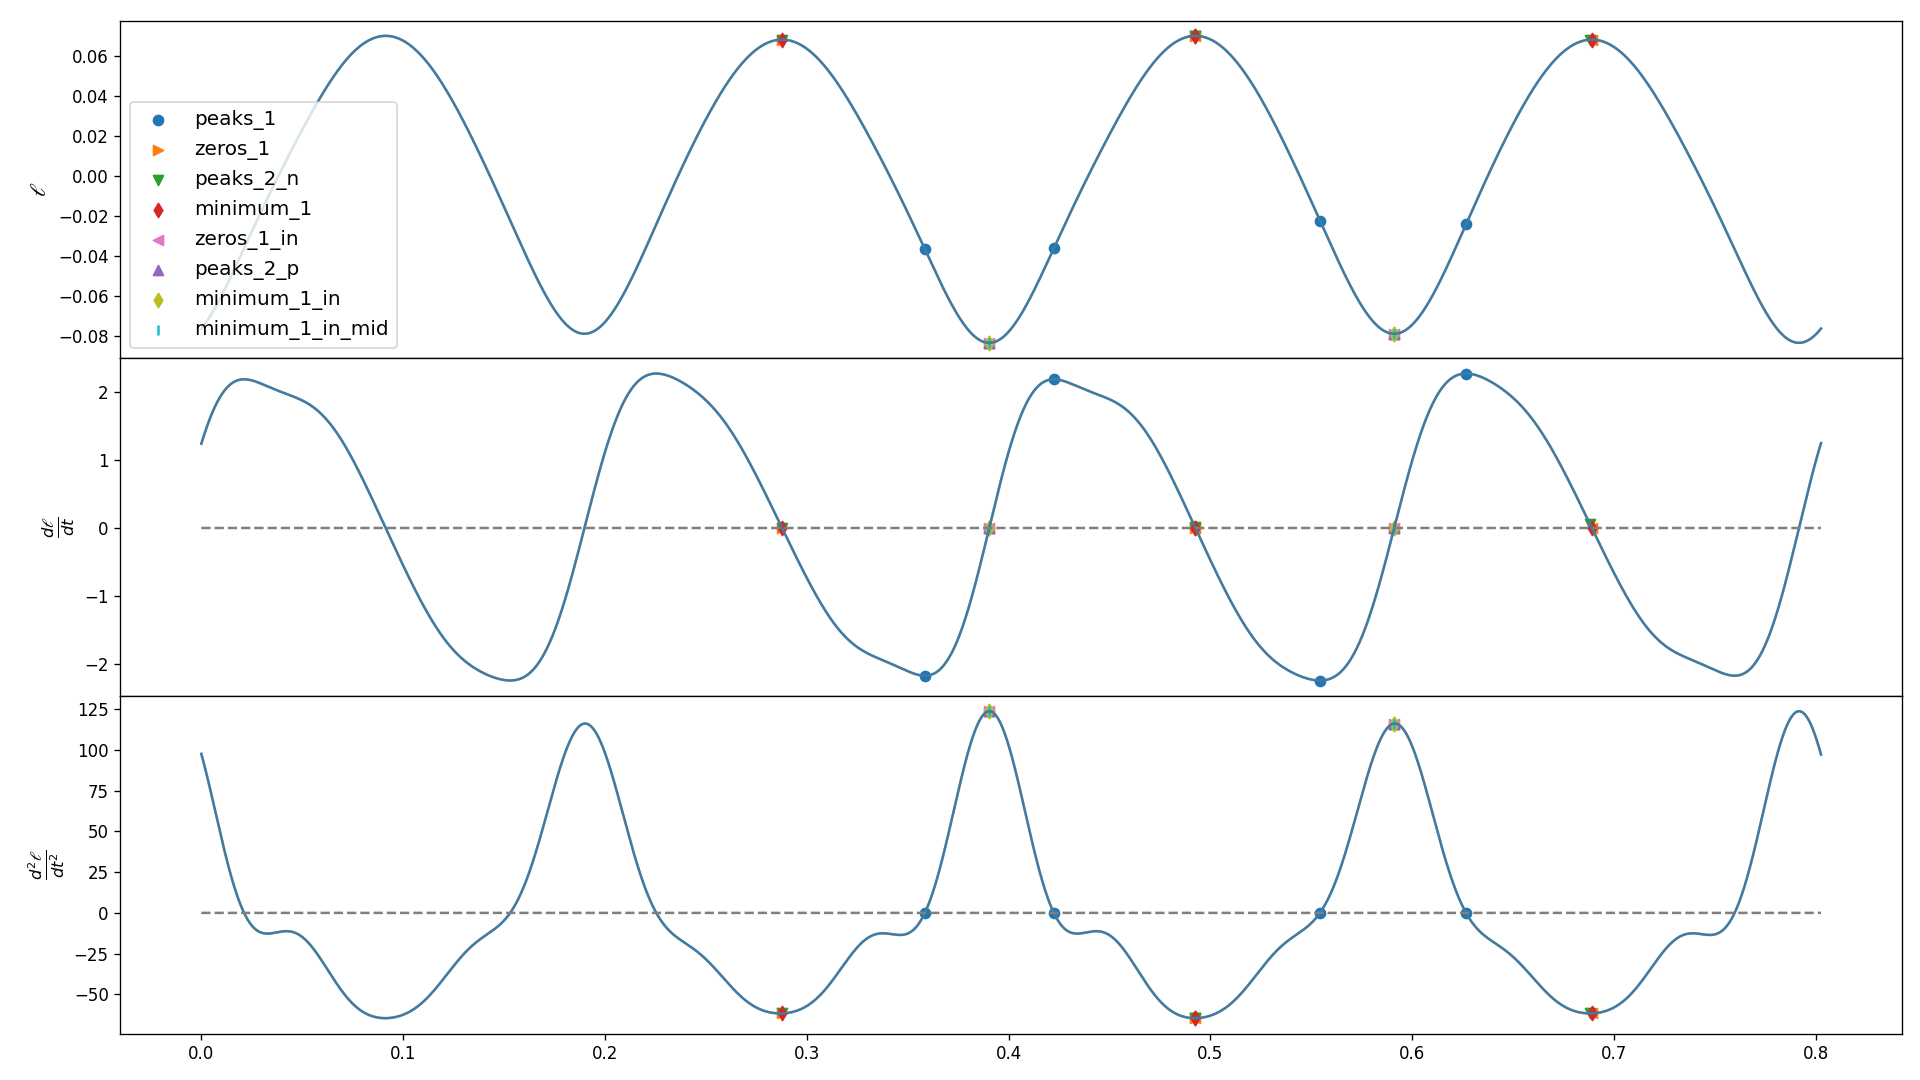 0.06
0.04
0.02
0.00
−0.02
−0.04
−0.06
−0.08
ℓ
peaks_1
zeros_1
peaks_2_n
minimum_1
zeros_1_in
peaks_2_p
minimum_1_in
minimum_1_in_mid
2
1
0
−1
−2
dℓ
dt
125
100
75
50
25
0
−25
−50
d²ℓ
dt²
0.0 0.1 0.2 0.3 0.4 0.5 0.6 0.7 0.8